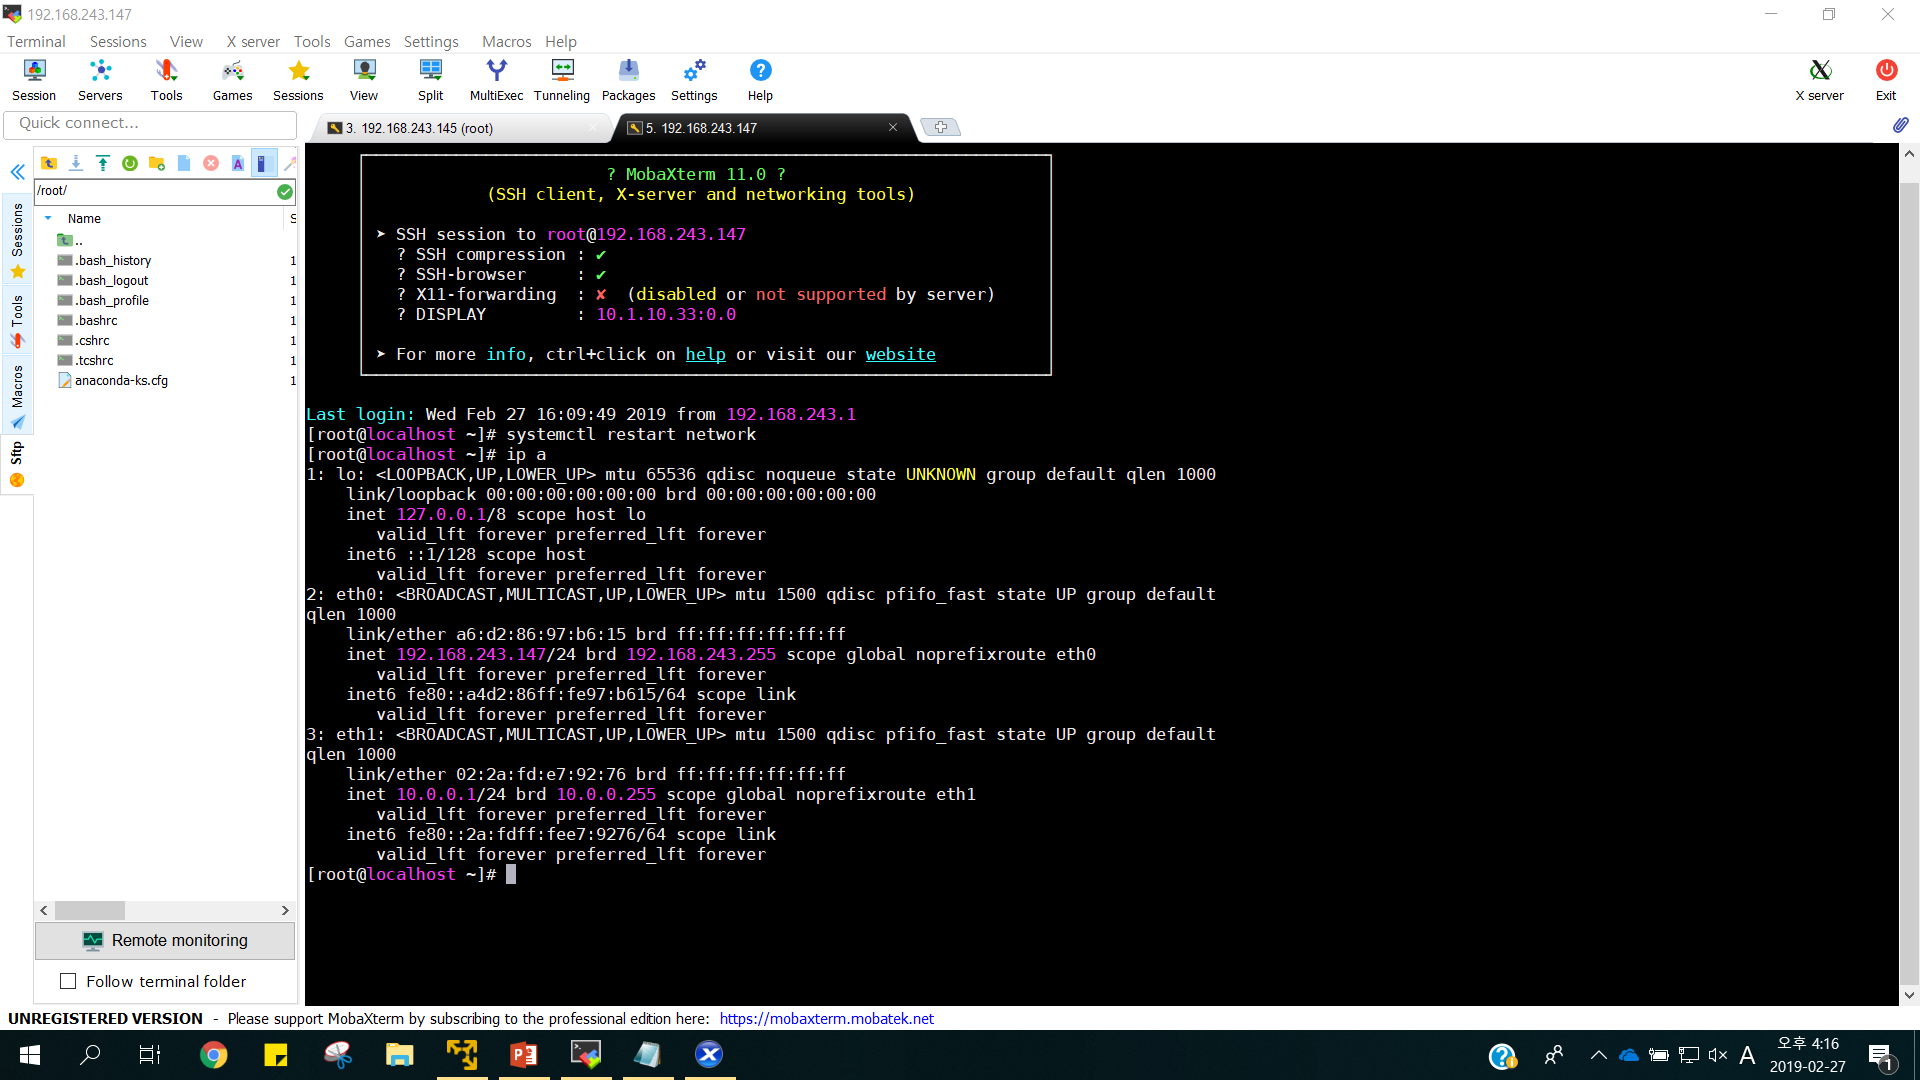 192.168.243.147
Terminal Sessions View X server Tools Games Settings Macros Help
Session Servers Tools Games Sessions View Split MultiExec Tunneling Packages Settings Help X server Exit
Quick connect...
3. 192.168.243.145 (root)
5. 192.168.243.147
/root/
Name S
..
.bash_history 1
.bash_logout 1
.bash_profile 1
.bashrc 1
.cshrc 1
.tcshrc 1
anaconda-ks.cfg 1
Sessions
Tools
Macros
Sftp
Remote monitoring
Follow terminal folder
? MobaXterm 11.0 ?
(SSH client, X-server and networking tools)
➤ SSH session to root@192.168.243.147
? SSH compression : ✔
? SSH-browser : ✔
? X11-forwarding : ✘ (disabled or not supported by server)
? DISPLAY : 10.1.10.33:0.0
➤ For more info, ctrl+click on help or visit our website
Last login: Wed Feb 27 16:09:49 2019 from 192.168.243.1
[root@localhost ~]# systemctl restart network
[root@localhost ~]# ip a
1: lo: <LOOPBACK,UP,LOWER_UP> mtu 65536 qdisc noqueue state UNKNOWN group default qlen 1000
link/loopback 00:00:00:00:00:00 brd 00:00:00:00:00:00
inet 127.0.0.1/8 scope host lo
valid_lft forever preferred_lft forever
inet6 ::1/128 scope host
valid_lft forever preferred_lft forever
2: eth0: <BROADCAST,MULTICAST,UP,LOWER_UP> mtu 1500 qdisc pfifo_fast state UP group default
qlen 1000
link/ether a6:d2:86:97:b6:15 brd ff:ff:ff:ff:ff:ff
inet 192.168.243.147/24 brd 192.168.243.255 scope global noprefixroute eth0
valid_lft forever preferred_lft forever
inet6 fe80::a4d2:86ff:fe97:b615/64 scope link
valid_lft forever preferred_lft forever
3: eth1: <BROADCAST,MULTICAST,UP,LOWER_UP> mtu 1500 qdisc pfifo_fast state UP group default
qlen 1000
link/ether 02:2a:fd:e7:92:76 brd ff:ff:ff:ff:ff:ff
inet 10.0.0.1/24 brd 10.0.0.255 scope global noprefixroute eth1
valid_lft forever preferred_lft forever
inet6 fe80::2a:fdff:fee7:9276/64 scope link
valid_lft forever preferred_lft forever
[root@localhost ~]#
UNREGISTERED VERSION - Please support MobaXterm by subscribing to the professional edition here: https://mobaxterm.mobatek.net
A
오후 4:16
2019-02-27
1